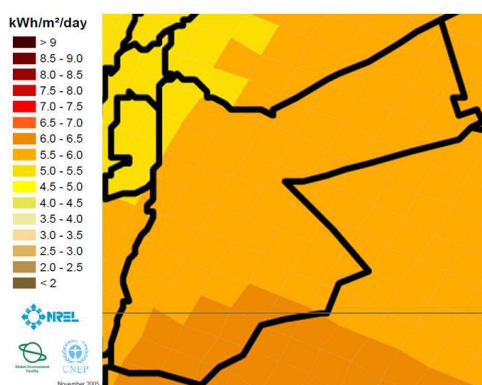 kWh/m²/day
> 9
8.5 - 9.0
8.0 - 8.5
7.5 - 8.0
7.0 - 7.5
6.5 - 7.0
6.0 - 6.5
5.5 - 6.0
5.0 - 5.5
4.5 - 5.0
4.0 - 4.5
3.5 - 4.0
3.0 - 3.5
2.5 - 3.0
2.0 - 2.5
< 2
NREL
Global Environment
Facility
UNEP
November 2005